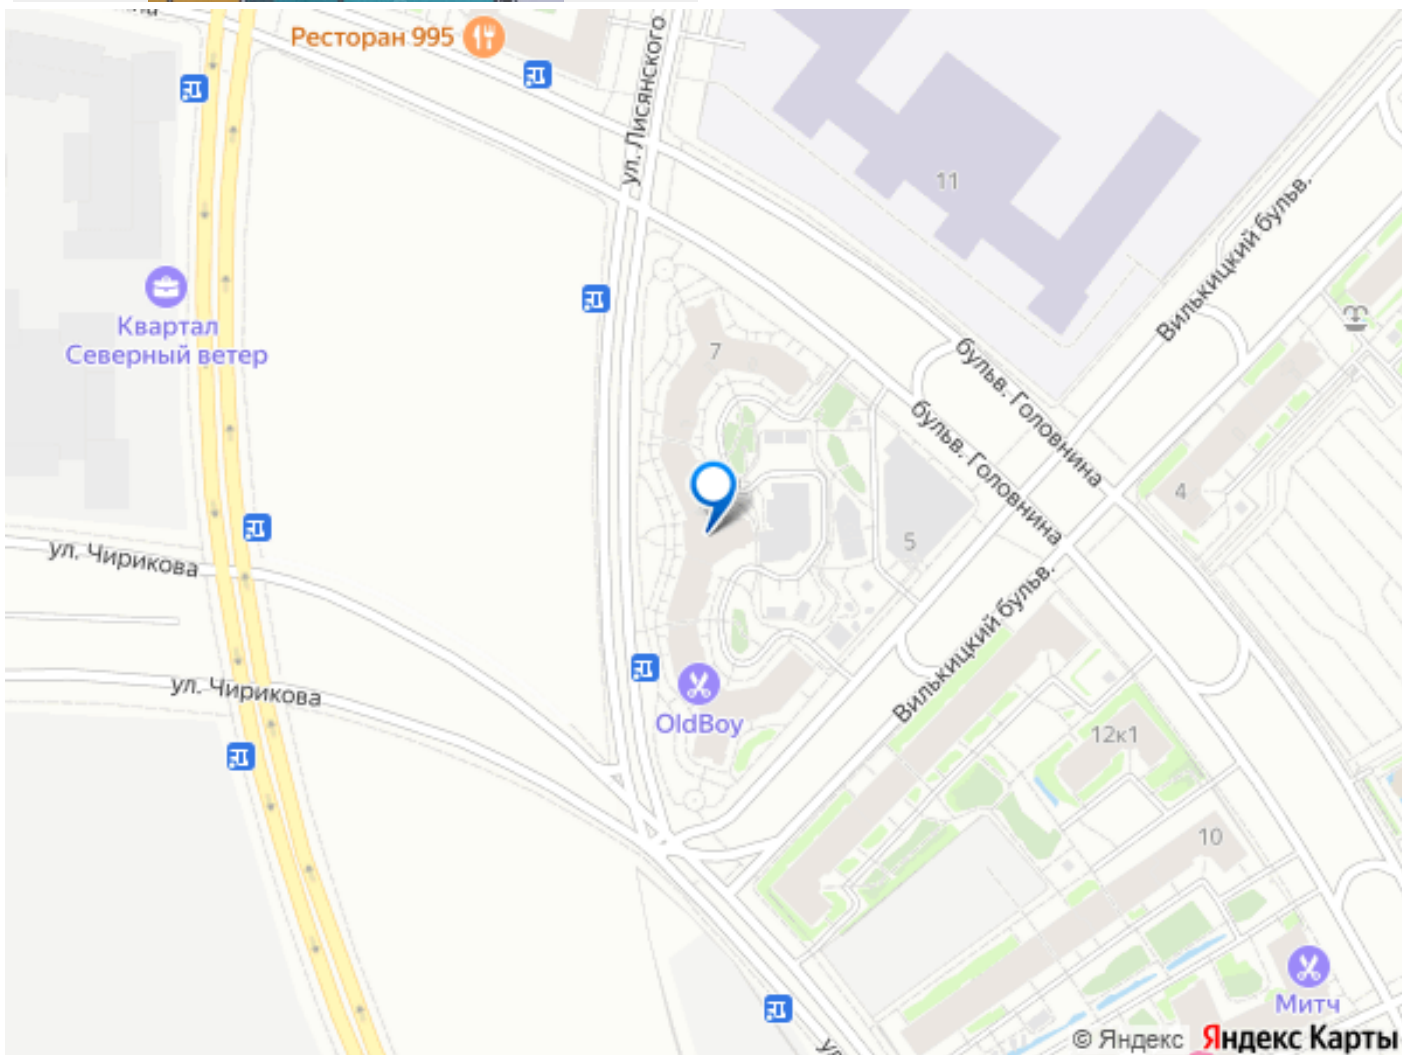 Ресторан 995
ул. Лисянского
11
Вилькицкий бульв.
Квартал
Северный ветер
7
бульв. Головнина
бульв. Головнина
4
5
ул. Чирикова
Вилькицкий бульв.
ул. Чирикова
OldBoy
12к1
10
Митч
© Яндекс Яндекс Карты